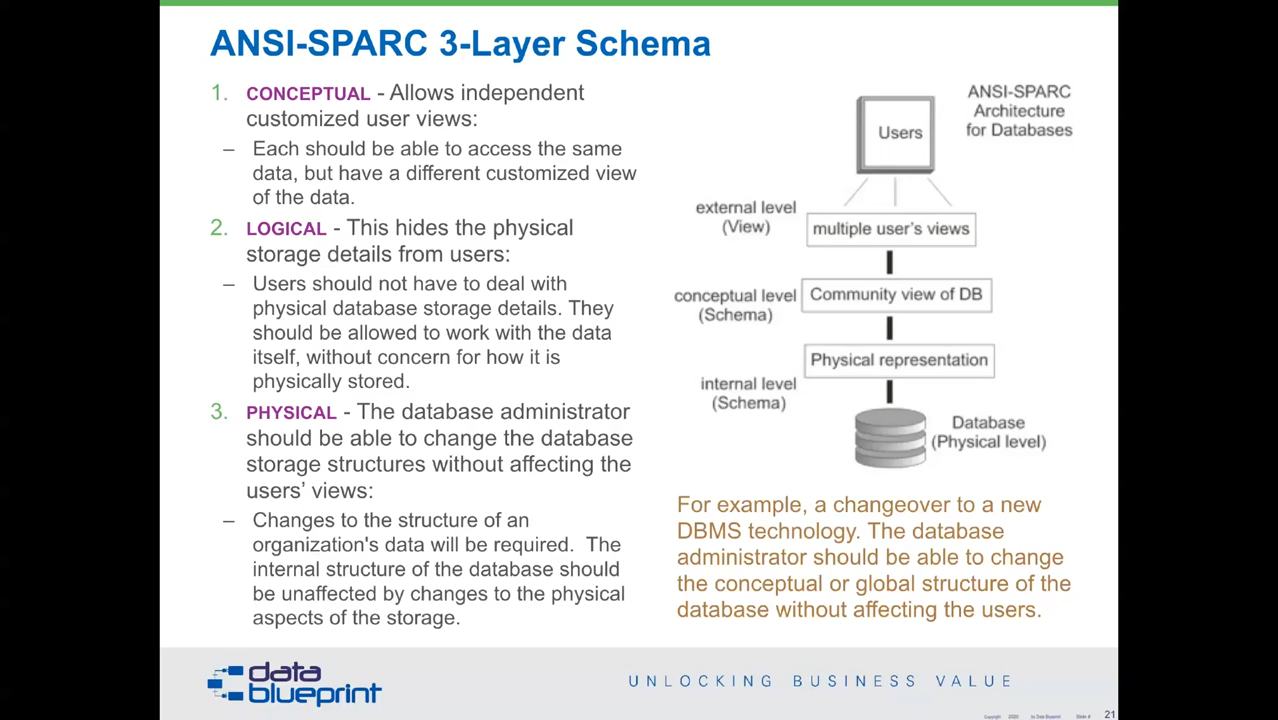 ANSI-SPARC 3-Layer Schema
1. CONCEPTUAL - Allows independent
customized user views:
– Each should be able to access the same
data, but have a different customized view
of the data.
2. LOGICAL - This hides the physical
storage details from users:
– Users should not have to deal with
physical database storage details. They
should be allowed to work with the data
itself, without concern for how it is
physically stored.
3. PHYSICAL - The database administrator
should be able to change the database
storage structures without affecting the
users' views:
– Changes to the structure of an
organization's data will be required. The
internal structure of the database should
be unaffected by changes to the physical
aspects of the storage.
ANSI-SPARC
Architecture
for Databases
Users
external level
(View)
multiple user's views
conceptual level
(Schema)
Community view of DB
Physical representation
internal level
(Schema)
Database
(Physical level)
For example, a changeover to a new
DBMS technology. The database
administrator should be able to change
the conceptual or global structure of the
database without affecting the users.
data
blueprint
UNLOCKING BUSINESS VALUE
Copyright 2020 by Data Blueprint Slide # 21